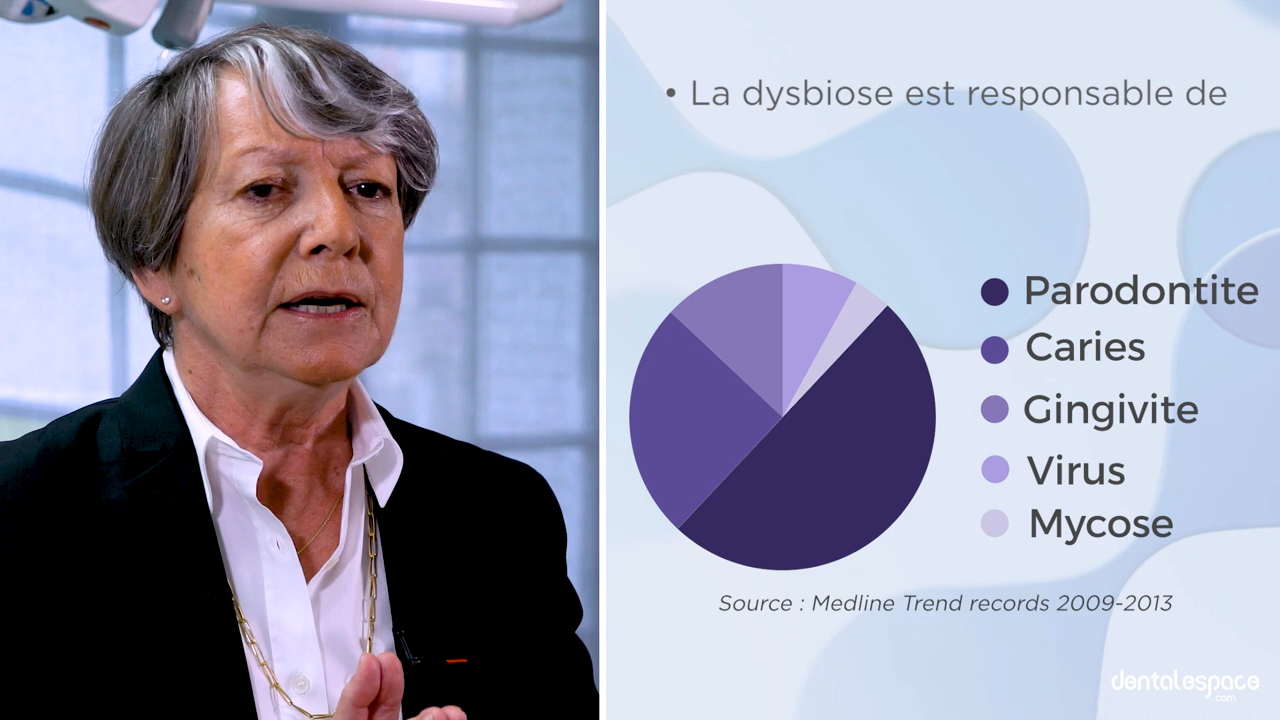 • La dysbiose est responsable de
Parodontite
Caries
Gingivite
Virus
Mycose
Source : Medline Trend records 2009-2013
dentalespace
.com